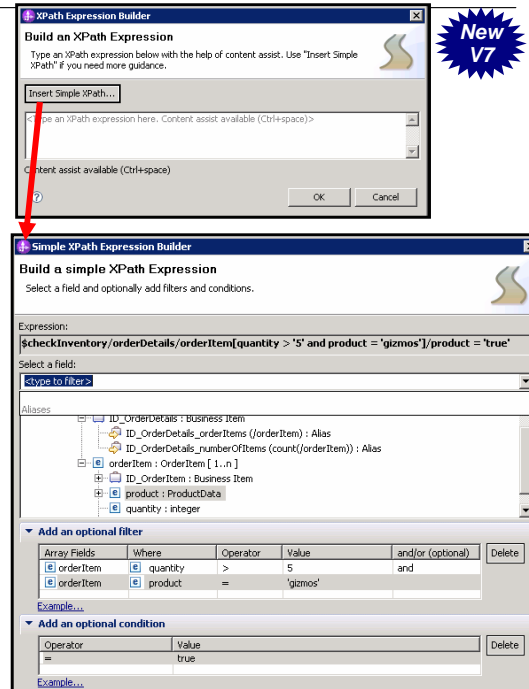 XPath Expression Builder
Build an XPath Expression
Type an XPath expression below with the help of content assist. Use "Insert Simple
XPath" if you need more guidance.
New
V7
Insert Simple XPath...
<Type an XPath expression here. Content assist available (Ctrl+space)>
Content assist available (Ctrl+space)
?
OK
Cancel
Simple XPath Expression Builder
Build a simple XPath Expression
Select a field and optionally add filters and conditions.
Expression:
$checkInventory/orderDetails/orderItem[quantity > '5' and product = 'gizmos']/product = 'true'
Select a field:
<type to filter>
Aliases
ID_OrderDetails : Business Item
ID_OrderDetails_orderItems (/orderItem) : Alias
ID_OrderDetails_numberOfItems (count(/orderItem)) : Alias
e orderItem : OrderItem [ 1..n ]
ID_OrderItem : Business Item
e product : ProductData
e quantity : integer
Add an optional filter
Array Fields Where Operator Value and/or (optional) Delete
e orderItem e quantity > 5 and
e orderItem e product = 'gizmos'
Example...
Add an optional condition
Operator Value Delete
= true
Example...